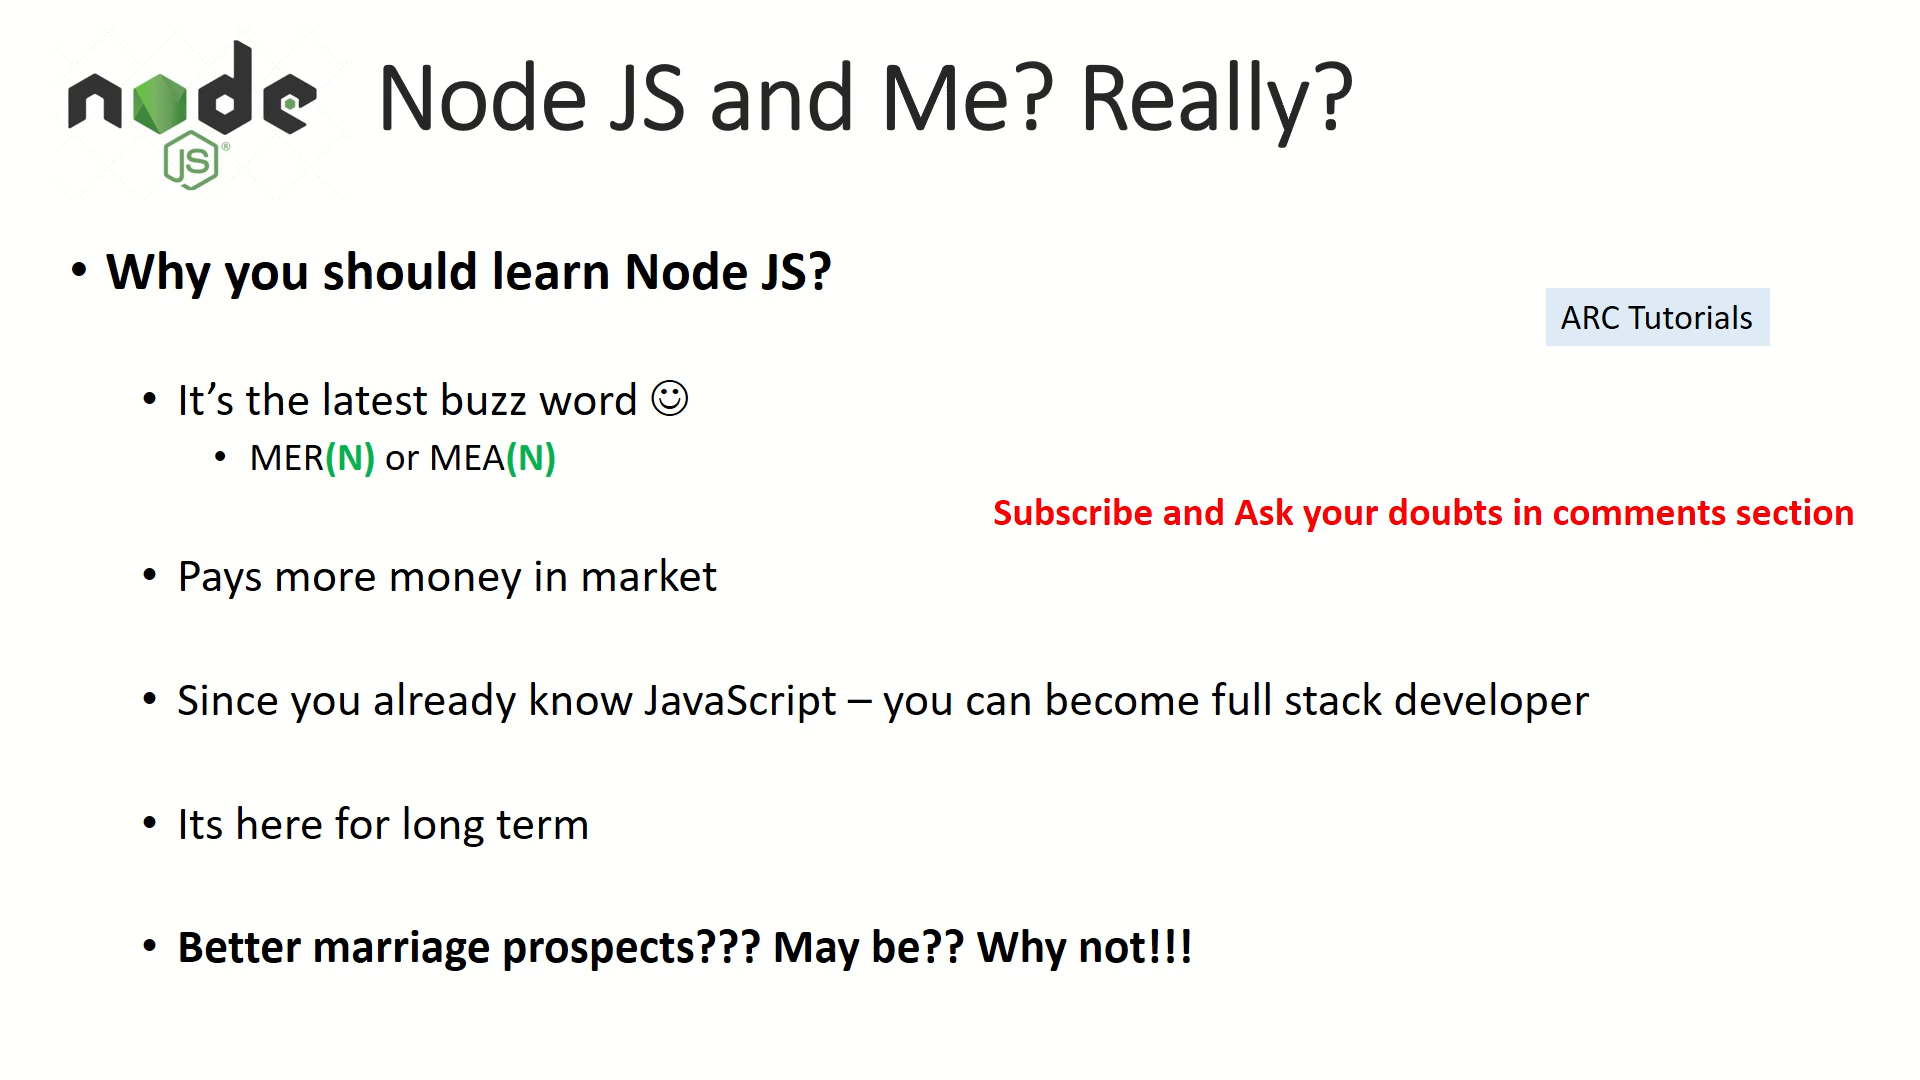 node
JS ®
Node JS and Me? Really?
• Why you should learn Node JS?
ARC Tutorials
• It’s the latest buzz word ☺
• MER(N) or MEA(N)
Subscribe and Ask your doubts in comments section
• Pays more money in market
• Since you already know JavaScript – you can become full stack developer
• Its here for long term
• Better marriage prospects??? May be?? Why not!!!